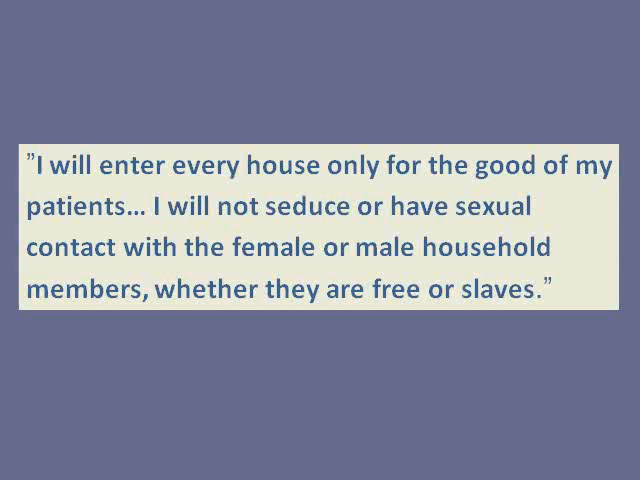 ”I will enter every house only for the good of my
patients… I will not seduce or have sexual
contact with the female or male household
members, whether they are free or slaves.”